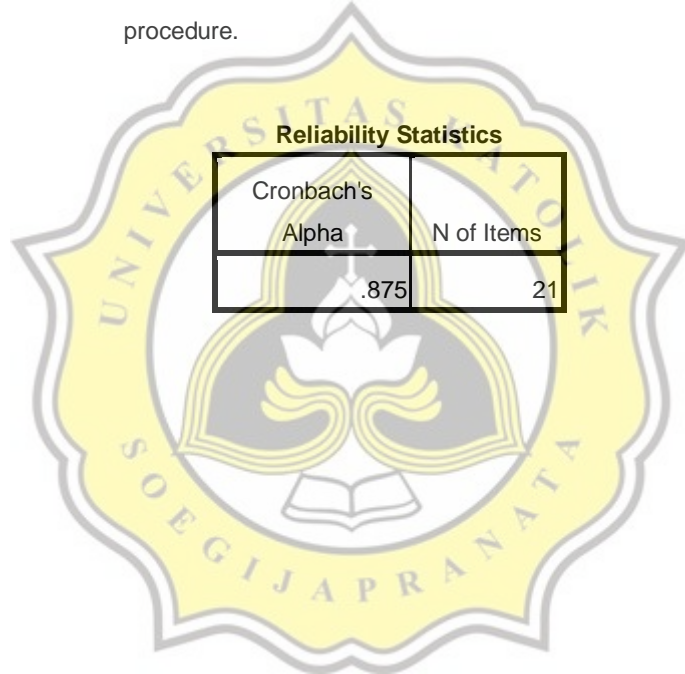 procedure.
Reliability Statistics
Cronbach's
Alpha
N of Items
.875
21
UNIVERSITAS KATOLIK
SOEGIJAPRANATA